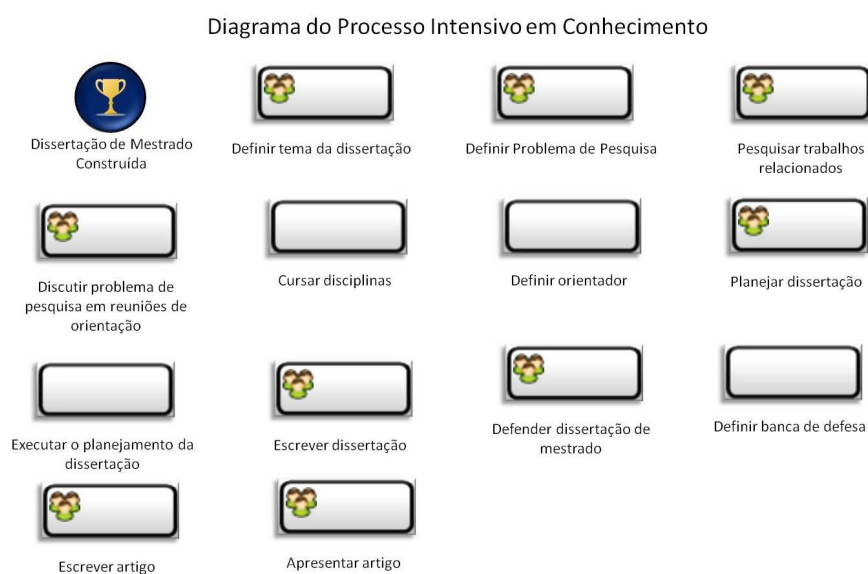 Diagrama do Processo Intensivo em Conhecimento
Dissertação de Mestrado
Construída
Definir tema da dissertação
Definir Problema de Pesquisa
Pesquisar trabalhos
relacionados
Discutir problema de
pesquisa em reuniões de
orientação
Cursar disciplinas
Definir orientador
Planejar dissertação
Executar o planejamento da
dissertação
Escrever dissertação
Defender dissertação de
mestrado
Definir banca de defesa
Escrever artigo
Apresentar artigo